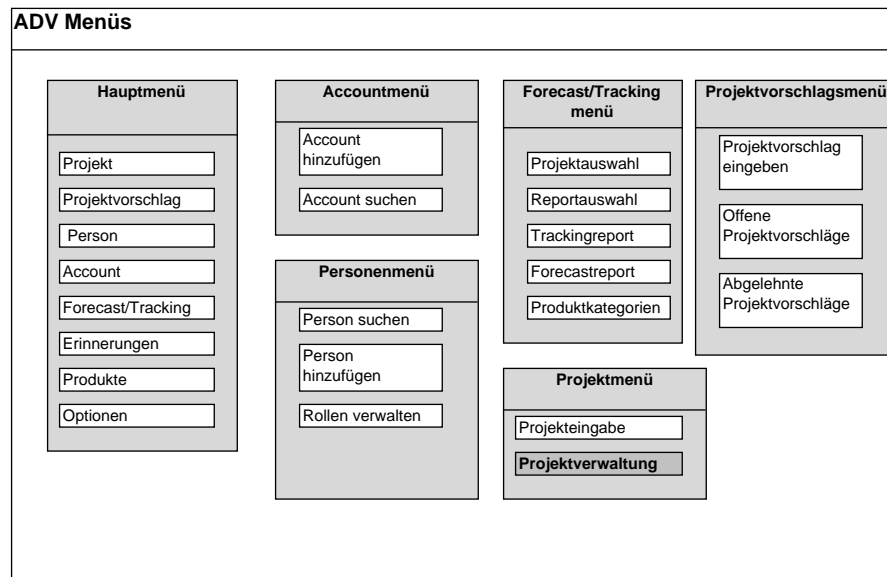 ADV Menüs
Hauptmenü
Projekt
Projektvorschlag
Person
Account
Forecast/Tracking
Erinnerungen
Produkte
Optionen
Accountmenü
Account
hinzufügen
Account suchen
Personenmenü
Person suchen
Person
hinzufügen
Rollen verwalten
Forecast/Tracking
menü
Projektauswahl
Reportauswahl
Trackingreport
Forecastreport
Produktkategorien
Projektmenü
Projekteingabe
Projektverwaltung
Projektvorschlagsmenü
Projektvorschlag
eingeben
Offene
Projektvorschläge
Abgelehnte
Projektvorschläge